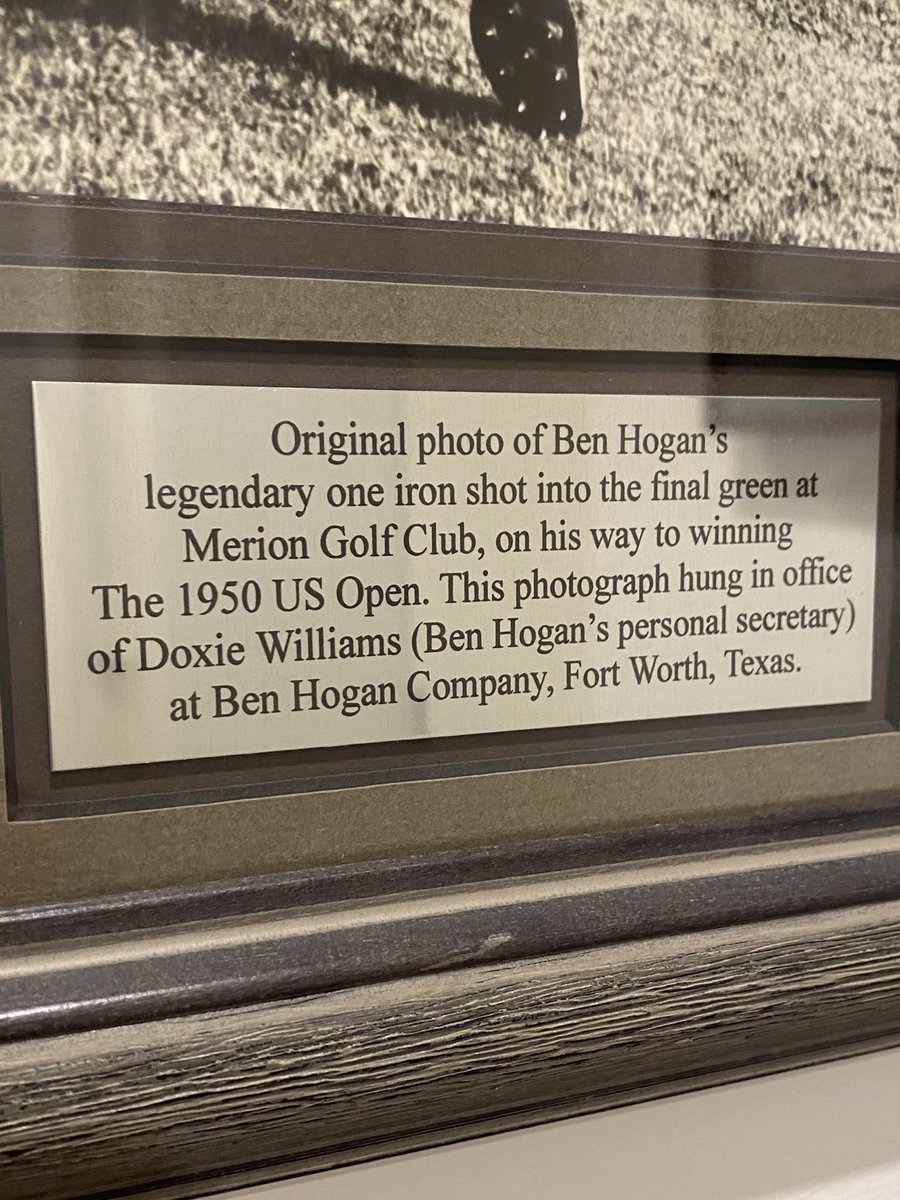 Original photo of Ben Hogan's
legendary one iron shot into the final green at
Merion Golf Club, on his way to winning
The 1950 US Open. This photograph hung in office
of Doxie Williams (Ben Hogan's personal secretary)
at Ben Hogan Company, Fort Worth, Texas.